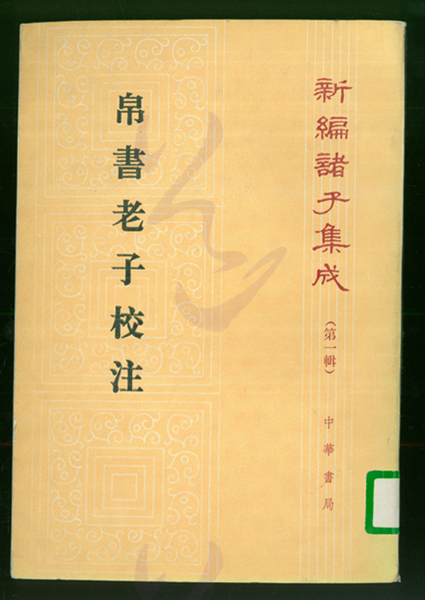 新編諸子集成
（第一輯）
中華書局
帛書老子校注